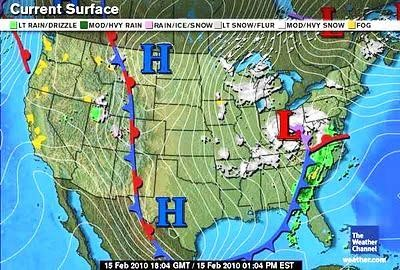 Current Surface
LT RAIN/DRIZZLE MOD/HVY RAIN RAIN/ICE/SNOW LT SNOW/FLUR MOD/HVY SNOW FOG
L
H
L
H
The
Weather
Channel
weather.com
15 Feb 2010 18:04 GMT / 15 Feb 2010 01:04 PM EST